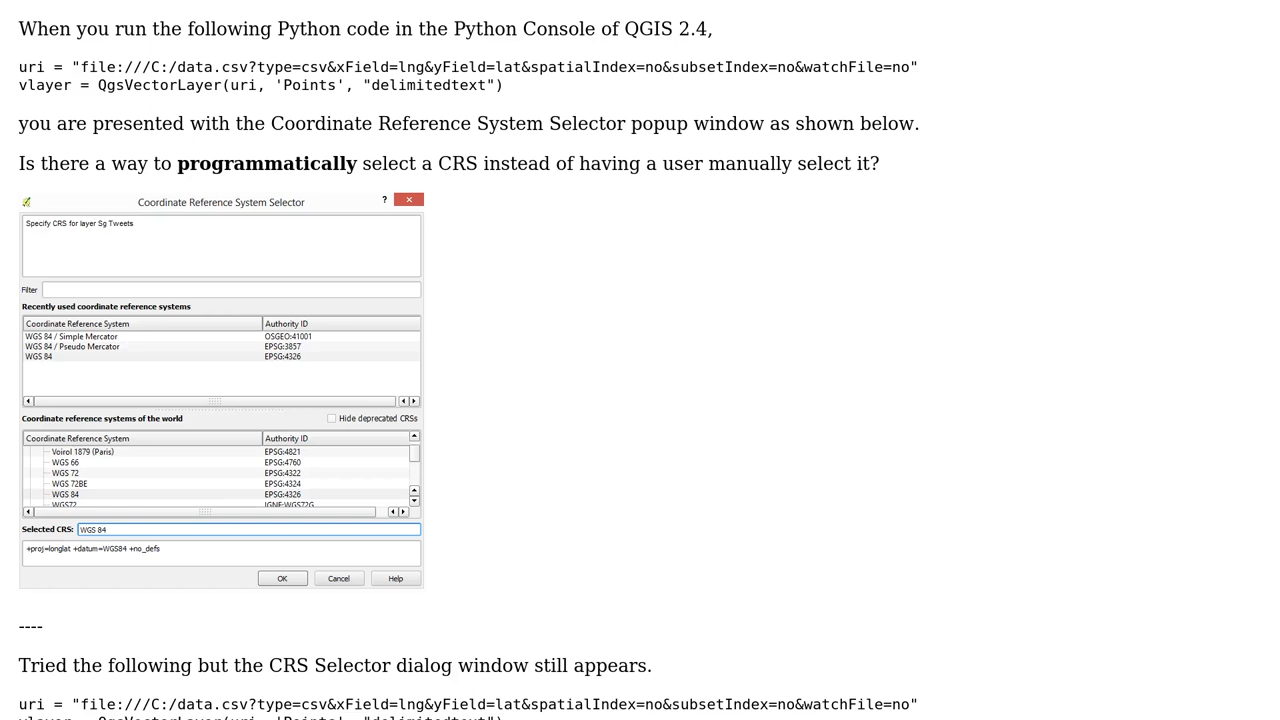 When you run the following Python code in the Python Console of QGIS 2.4,
uri = "file:///C:/data.csv?type=csv&xField=lng&yField=lat&spatialIndex=no&subsetIndex=no&watchFile=no"
vlayer = QgsVectorLayer(uri, 'Points', "delimitedtext")
you are presented with the Coordinate Reference System Selector popup window as shown below.
Is there a way to programmatically select a CRS instead of having a user manually select it?
Coordinate Reference System Selector
Specify CRS for layer Sg Tweets
Filter
Recently used coordinate reference systems
Coordinate Reference System Authority ID
WGS 84 / Simple Mercator OSGEO:41001
WGS 84 / Pseudo Mercator EPSG:3857
WGS 84 EPSG:4326
Coordinate reference systems of the world Hide deprecated CRSs
Coordinate Reference System Authority ID
Voirol 1879 (Paris) EPSG:4821
WGS 66 EPSG:4760
WGS 72 EPSG:4322
WGS 72BE EPSG:4324
WGS 84 EPSG:4326
WGS72 IGNF:WGS72G
Selected CRS: WGS 84
+proj=longlat +datum=WGS84 +no_defs
OK Cancel Help
----
Tried the following but the CRS Selector dialog window still appears.
uri = "file:///C:/data.csv?type=csv&xField=lng&yField=lat&spatialIndex=no&subsetIndex=no&watchFile=no"
vlayer = QgsVectorLayer(uri, 'Points', "delimitedtext")